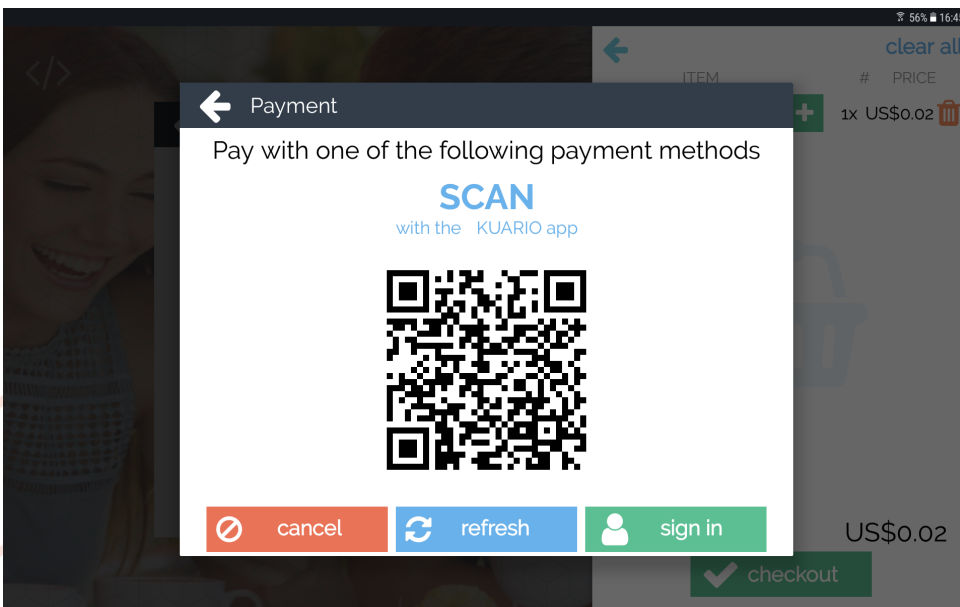 56% 16:45
</>
clear all
ITEM # PRICE
Payment
1x US$0.02
Pay with one of the following payment methods
SCAN
with the KUARIO app
cancel
refresh
sign in
US$0.02
checkout